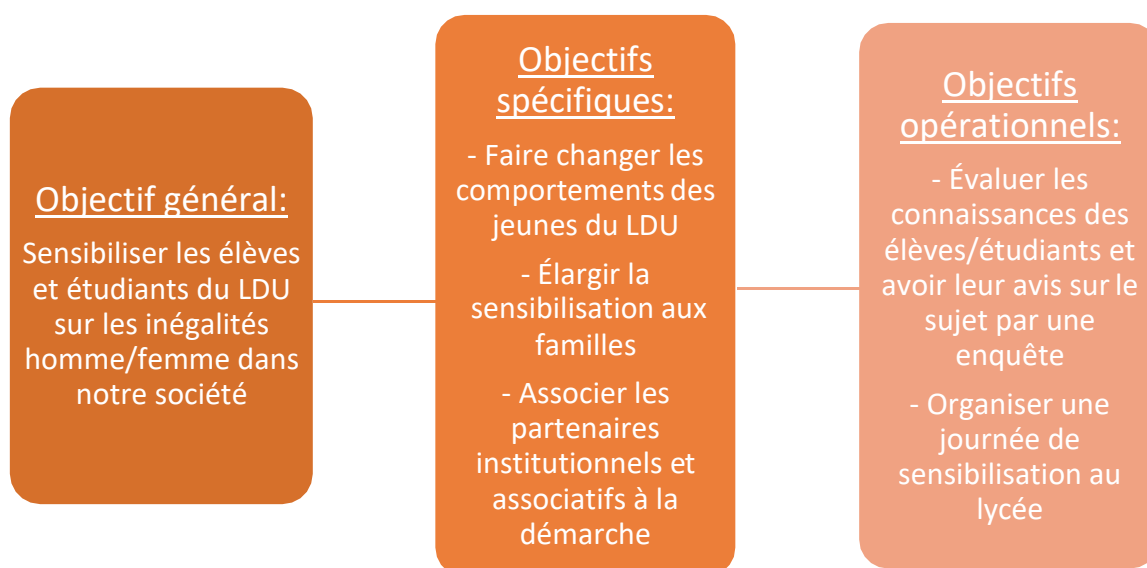 Objectif général:
Sensibiliser les élèves
et étudiants du LDU
sur les inégalités
homme/femme dans
notre société
Objectifs
spécifiques:
- Faire changer les
comportements des
jeunes du LDU
- Élargir la
sensibilisation aux
familles
- Associer les
partenaires
institutionnels et
associatifs à la
démarche
Objectifs
opérationnels:
- Évaluer les
connaissances des
élèves/étudiants et
avoir leur avis sur le
sujet par une
enquête
- Organiser une
journée de
sensibilisation au
lycée